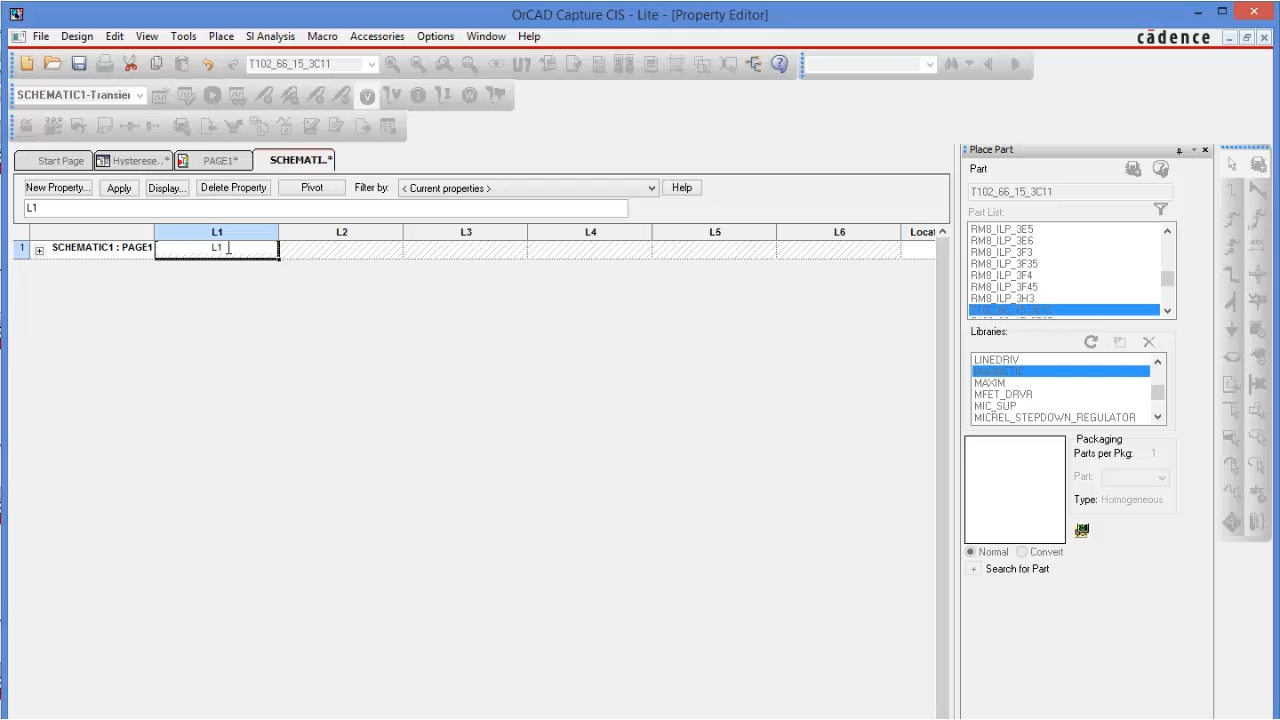 OrCAD Capture CIS - Lite - [Property Editor]
File Design Edit View Tools Place SI Analysis Macro Accessories Options Window Help
cādence
T102_66_15_3C11
U?
SCHEMATIC1-Transien
Start Page Hysterese..* PAGE1* SCHEMATI..*
New Property... Apply Display... Delete Property Pivot Filter by: < Current properties > Help
L1
L1 L2 L3 L4 L5 L6 Locat
1 SCHEMATIC1 : PAGE1 L1
Place Part
Part
T102_66_15_3C11
Part List:
RM8_ILP_3E5
RM8_ILP_3E6
RM8_ILP_3F3
RM8_ILP_3F35
RM8_ILP_3F4
RM8_ILP_3F45
RM8_ILP_3H3
T102_66_15_3C11
Libraries:
LINEDRIV
MAGNETIC
MAXIM
MFET_DRVR
MIC_SUP
MICREL_STEPDOWN_REGULATOR
Packaging
Parts per Pkg: 1
Part:
Type: Homogeneous
Normal Convert
+ Search for Part